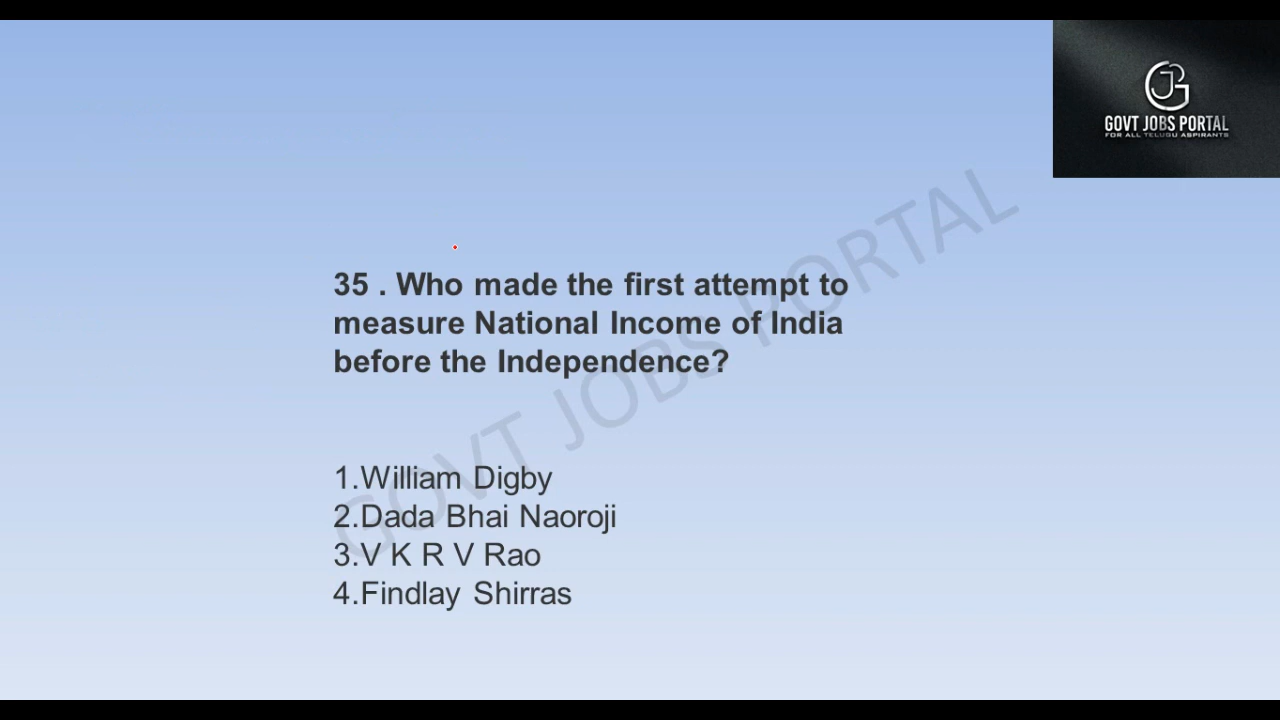 GOVT JOBS PORTAL
FOR ALL TELUGU ASPIRANTS
35 . Who made the first attempt to
measure National Income of India
before the Independence?
GOVT JOBS PORTAL
1.William Digby
2.Dada Bhai Naoroji
3.V K R V Rao
4.Findlay Shirras